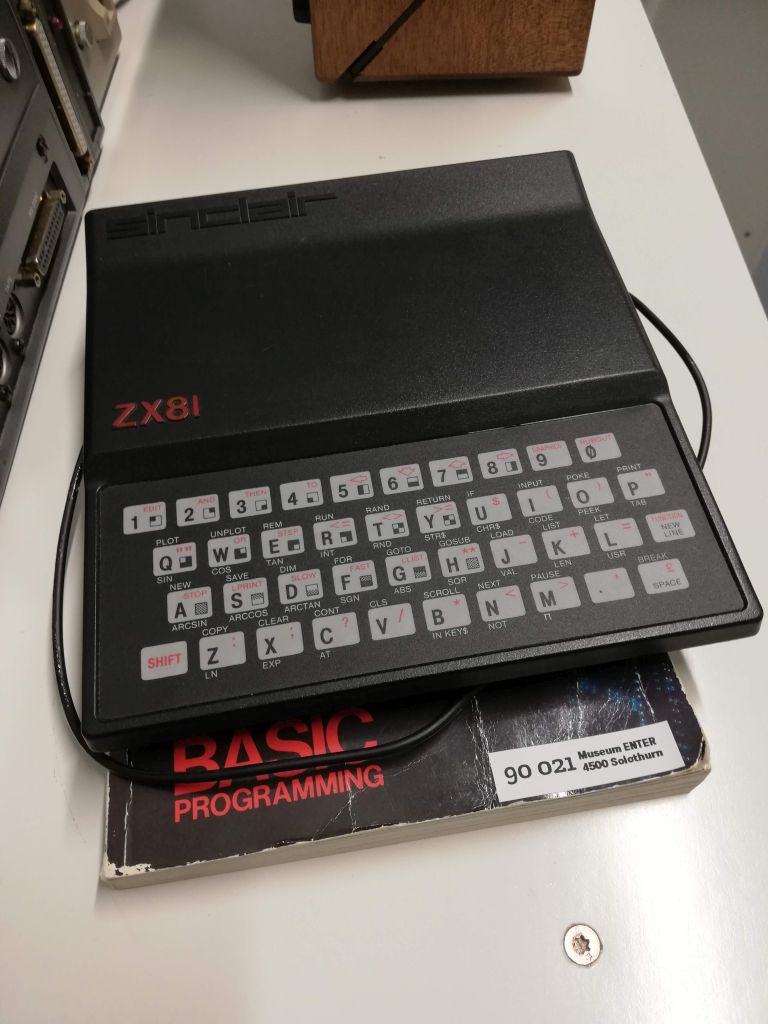 sinclair
ZX81
EDIT AND THEN TO GRAPHICS RUBOUT
1 2 3 4 5 6 7 8 9 0
PLOT UNPLOT REM RUN RAND RETURN IF INPUT POKE PRINT
"" OR STEP <= <> >= $ ( ) "
Q W E R T Y U I O P
SIN COS TAN INT RND STR$ CHR$ CODE PEEK TAB
NEW SAVE DIM FOR GOTO GOSUB LOAD LIST LET FUNCTION
STOP LPRINT SLOW FAST LLIST ** - + =
A S D F G H J K L NEW LINE
ARCSIN ARCCOS ARCTAN SGN ABS SQR VAL LEN USR
COPY CLEAR CONT CLS SCROLL NEXT PAUSE BREAK
: ; ? / * < > , £
SHIFT Z X C V B N M . SPACE
LN EXP AT IN KEY$ NOT π
BASIC
PROGRAMMING
90 021 Museum ENTER
4500 Solothurn